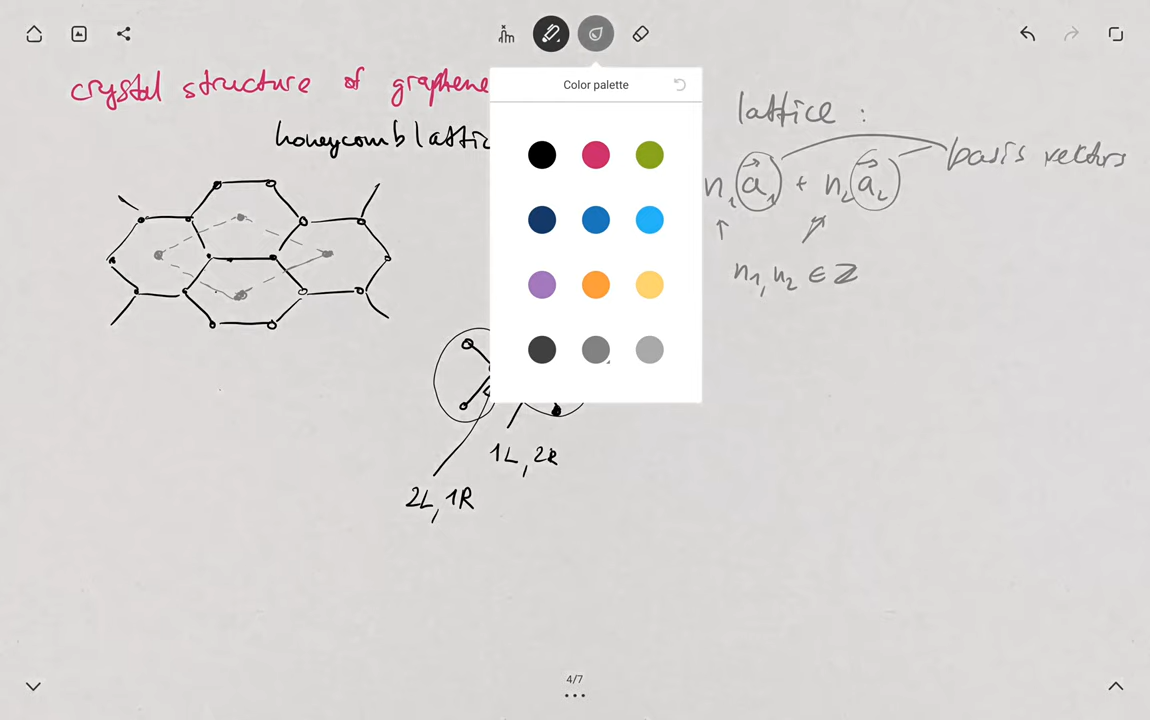 crystal structure of graphene
Color palette
lattice :
honeycomb lattic
n₁ a⃗₁ + n₂ a⃗₂
basis vectors
n₁, n₂ ∈ ℤ
1L, 2R
2L, 1R
4/7